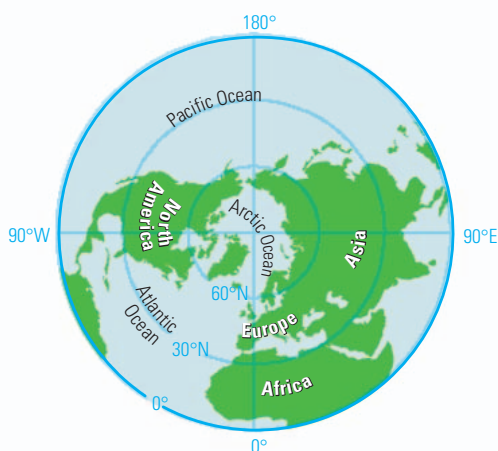 180°
Pacific Ocean
North
America
Arctic Ocean
90°W
90°E
Asia
60°N
Atlantic
Ocean
Europe
30°N
Africa
0°
0°